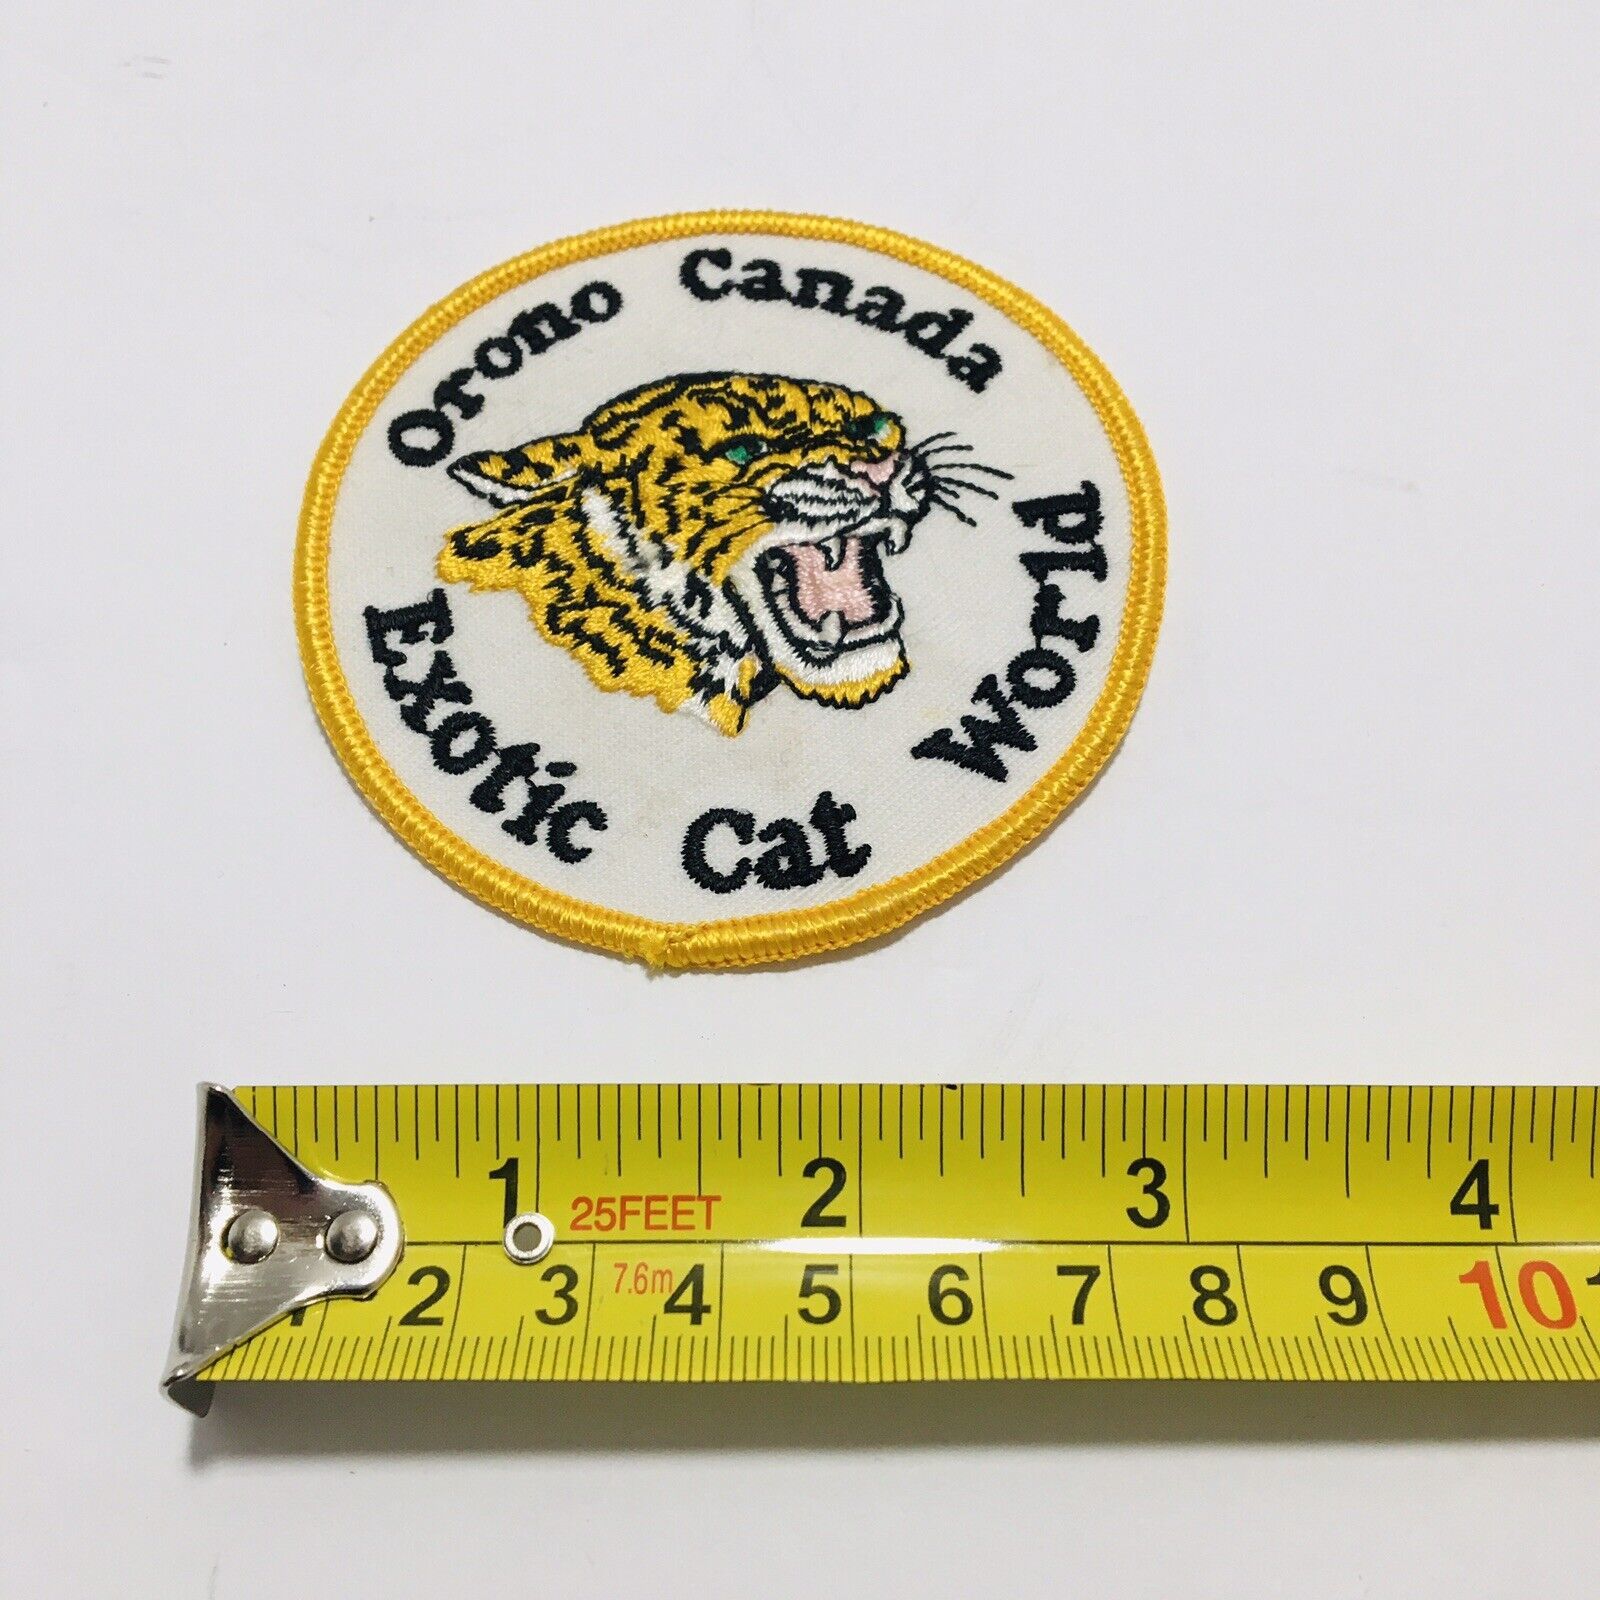 Orono Canada
Exotic Cat World
1 25FEET 2 3 4
1 2 3 7.6m 4 5 6 7 8 9 10